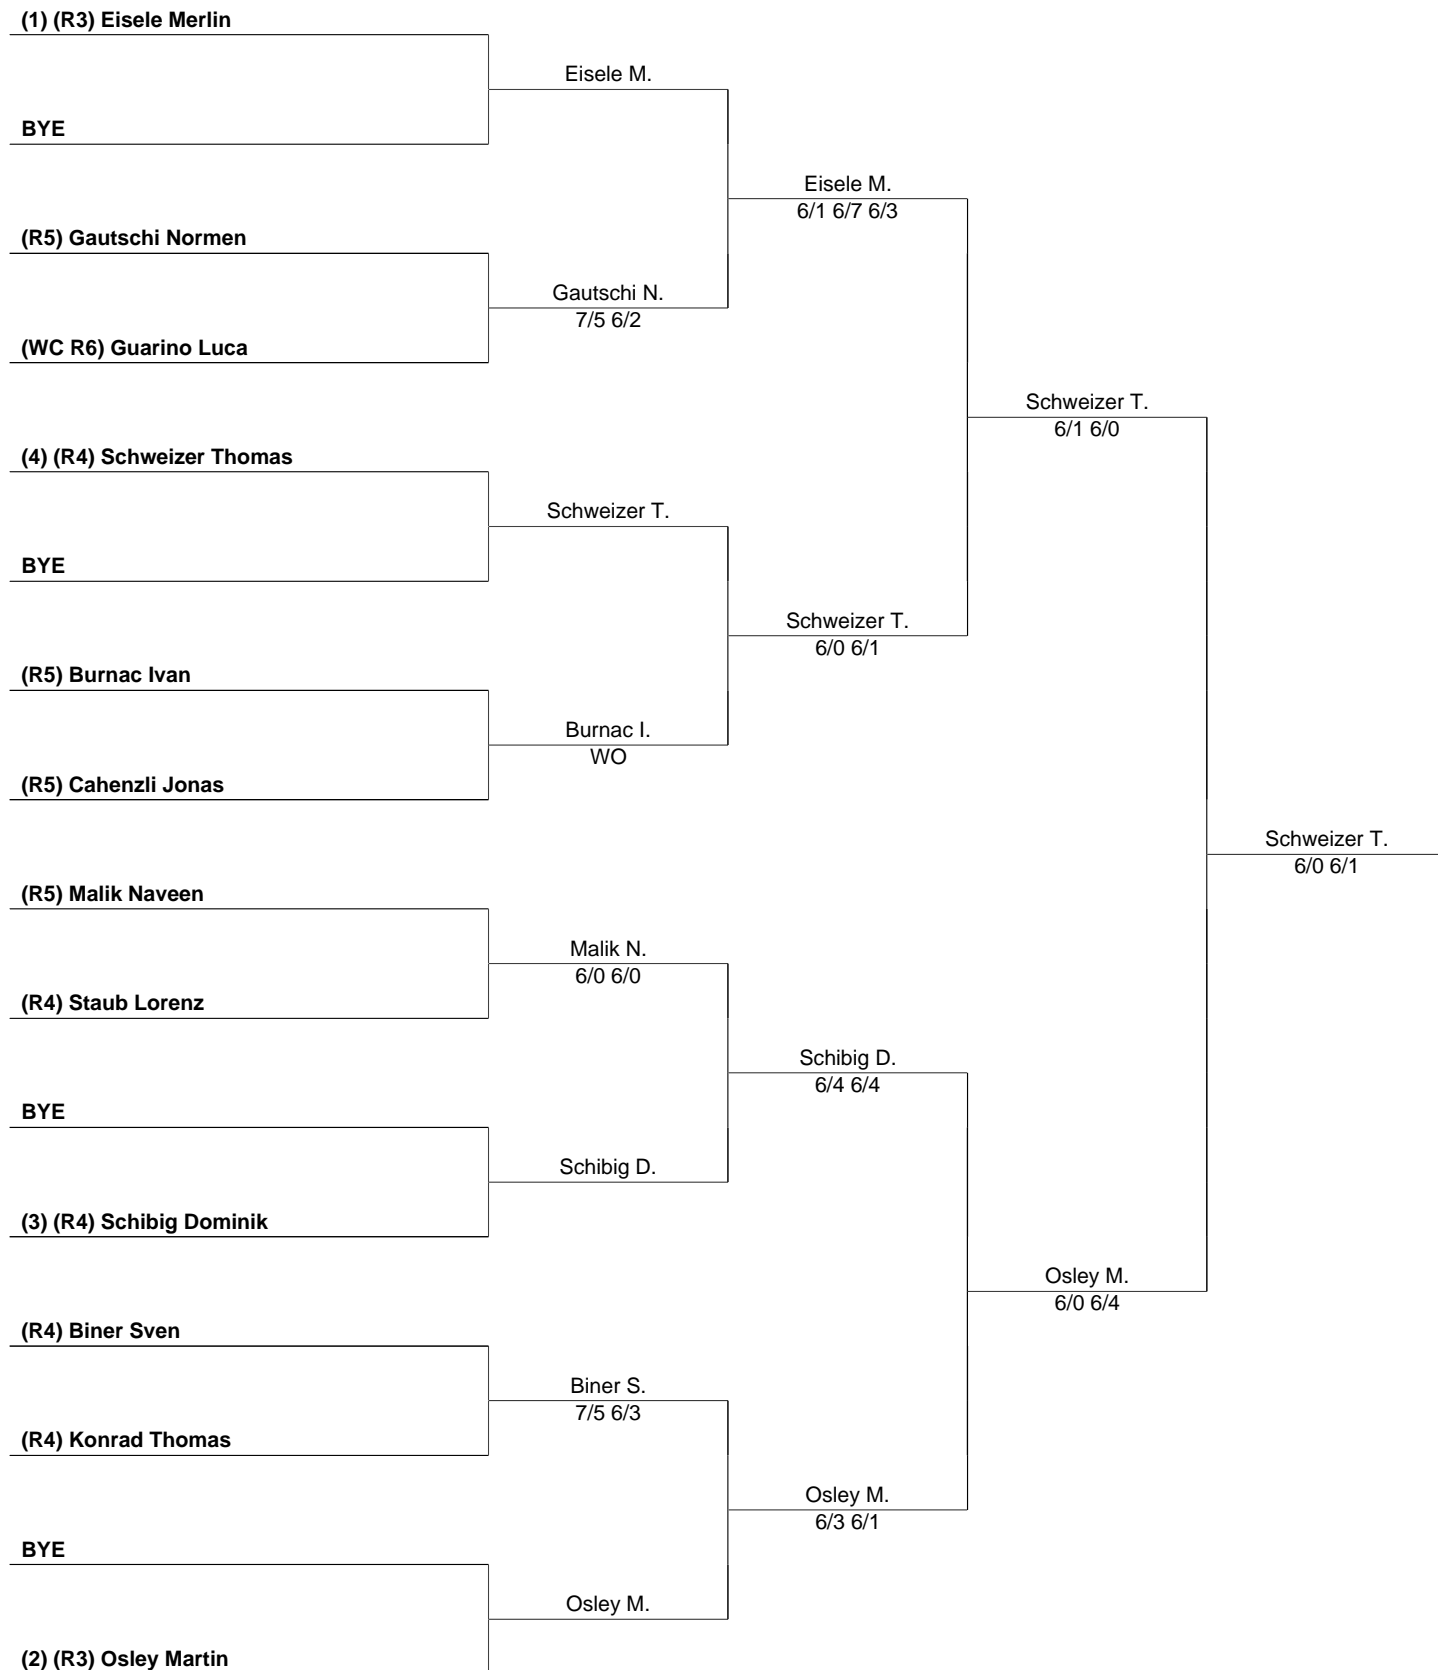 (1) (R3) Eisele Merlin
Eisele M.
BYE
Eisele M.
6/1 6/7 6/3
(R5) Gautschi Normen
Gautschi N.
7/5 6/2
(WC R6) Guarino Luca
Schweizer T.
6/1 6/0
(4) (R4) Schweizer Thomas
Schweizer T.
BYE
Schweizer T.
6/0 6/1
(R5) Burnac Ivan
Burnac I.
WO
(R5) Cahenzli Jonas
Schweizer T.
6/0 6/1
(R5) Malik Naveen
Malik N.
6/0 6/0
(R4) Staub Lorenz
Schibig D.
6/4 6/4
BYE
Schibig D.
(3) (R4) Schibig Dominik
Osley M.
6/0 6/4
(R4) Biner Sven
Biner S.
7/5 6/3
(R4) Konrad Thomas
Osley M.
6/3 6/1
BYE
Osley M.
(2) (R3) Osley Martin